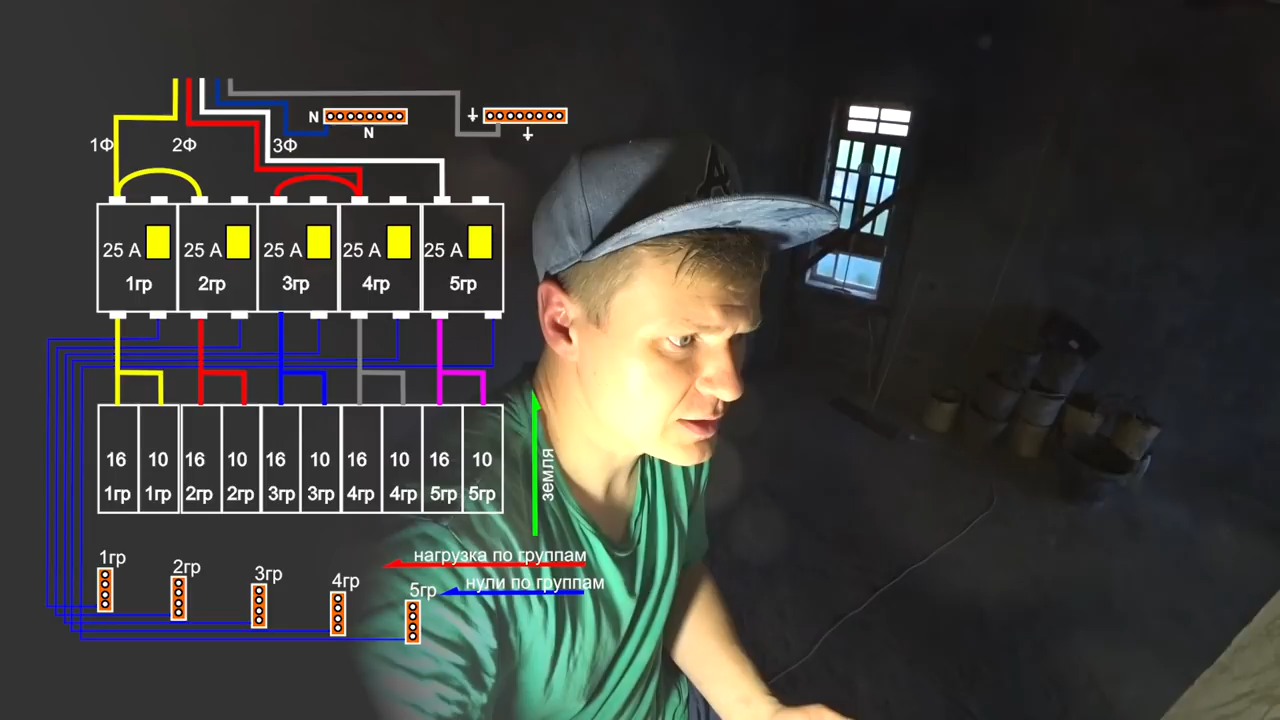 N
N
1Ф
2Ф
3Ф
25 А
25 А
25 А
25 А
25 А
1гр
2гр
3гр
4гр
5гр
16
10
16
10
16
10
16
10
16
10
1гр
1гр
2гр
2гр
3гр
3гр
4гр
4гр
5гр
5гр
земля
нагрузка по группам
нули по группам
1гр
2гр
3гр
4гр
5гр
A